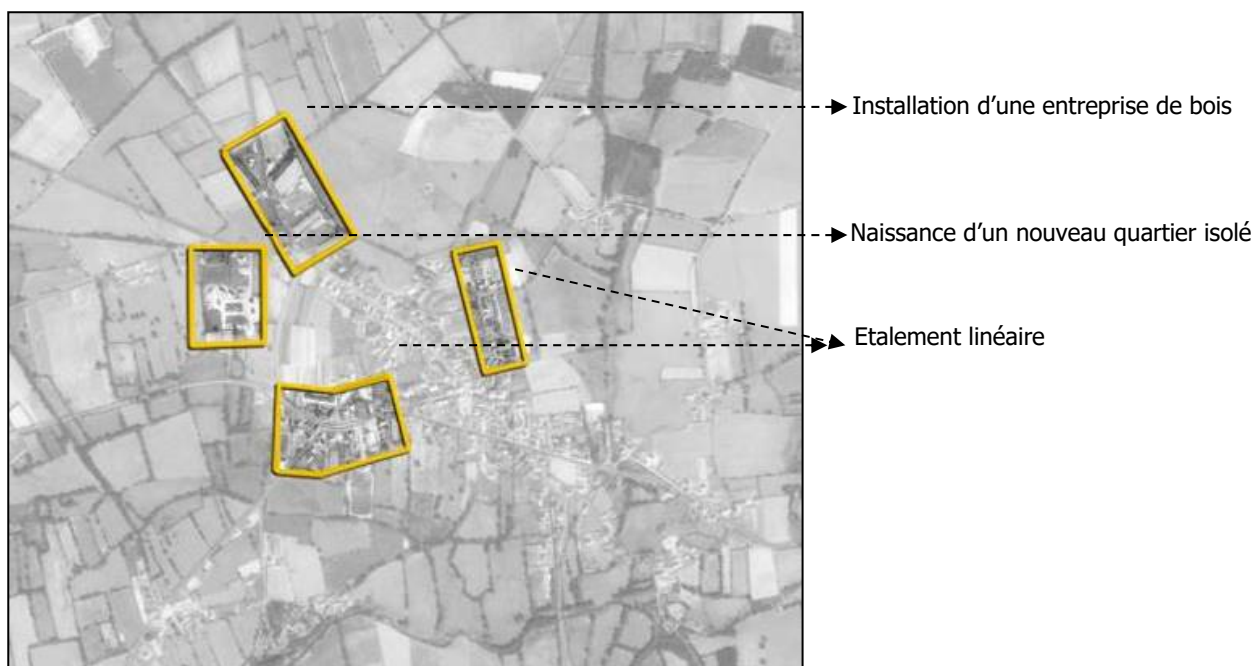 Installation d’une entreprise de bois
Naissance d’un nouveau quartier isolé
Etalement linéaire